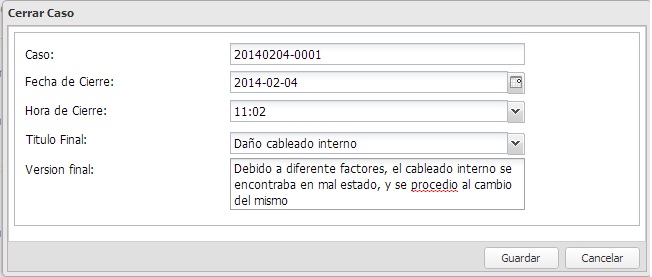 Cerrar Caso
Caso: 20140204-0001
Fecha de Cierre: 2014-02-04
Hora de Cierre: 11:02
Titulo Final: Daño cableado interno
Version final: Debido a diferente factores, el cableado interno se
encontraba en mal estado, y se procedio al cambio
del mismo
Guardar Cancelar